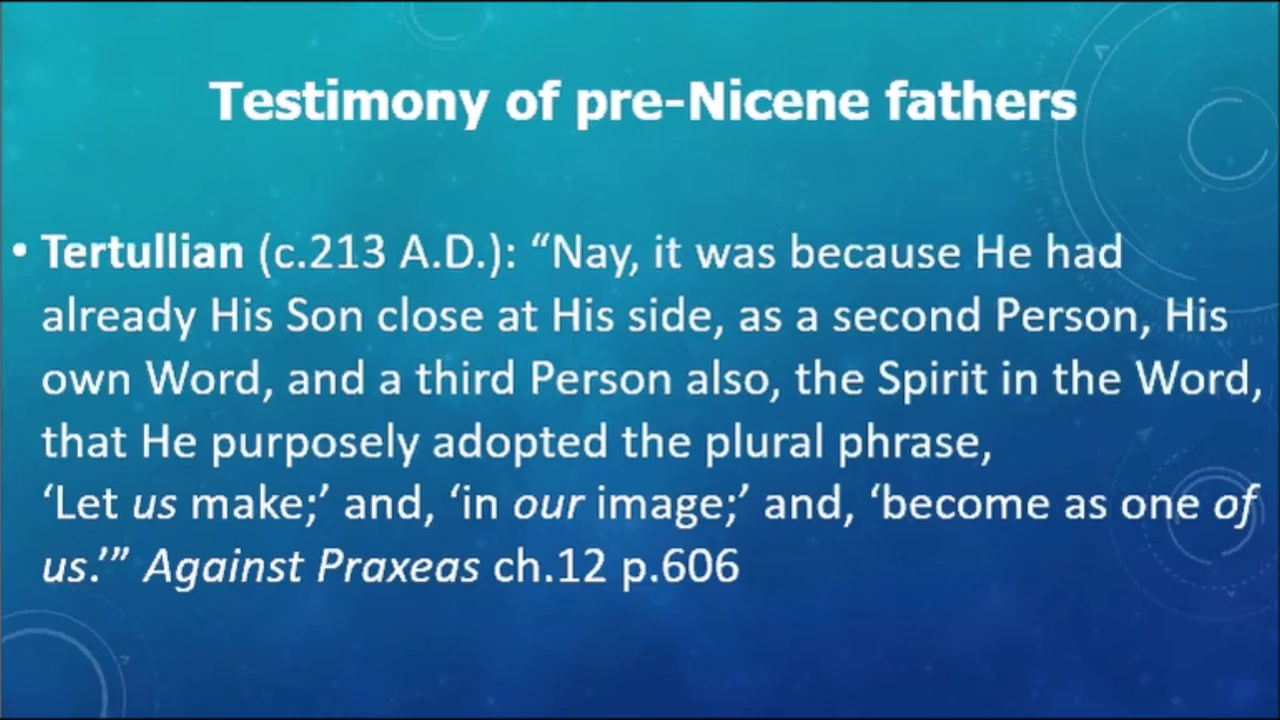 Testimony of pre-Nicene fathers
• Tertullian (c.213 A.D.): “Nay, it was because He had
already His Son close at His side, as a second Person, His
own Word, and a third Person also, the Spirit in the Word,
that He purposely adopted the plural phrase,
‘Let us make;’ and, ‘in our image;’ and, ‘become as one of
us.’” Against Praxeas ch.12 p.606